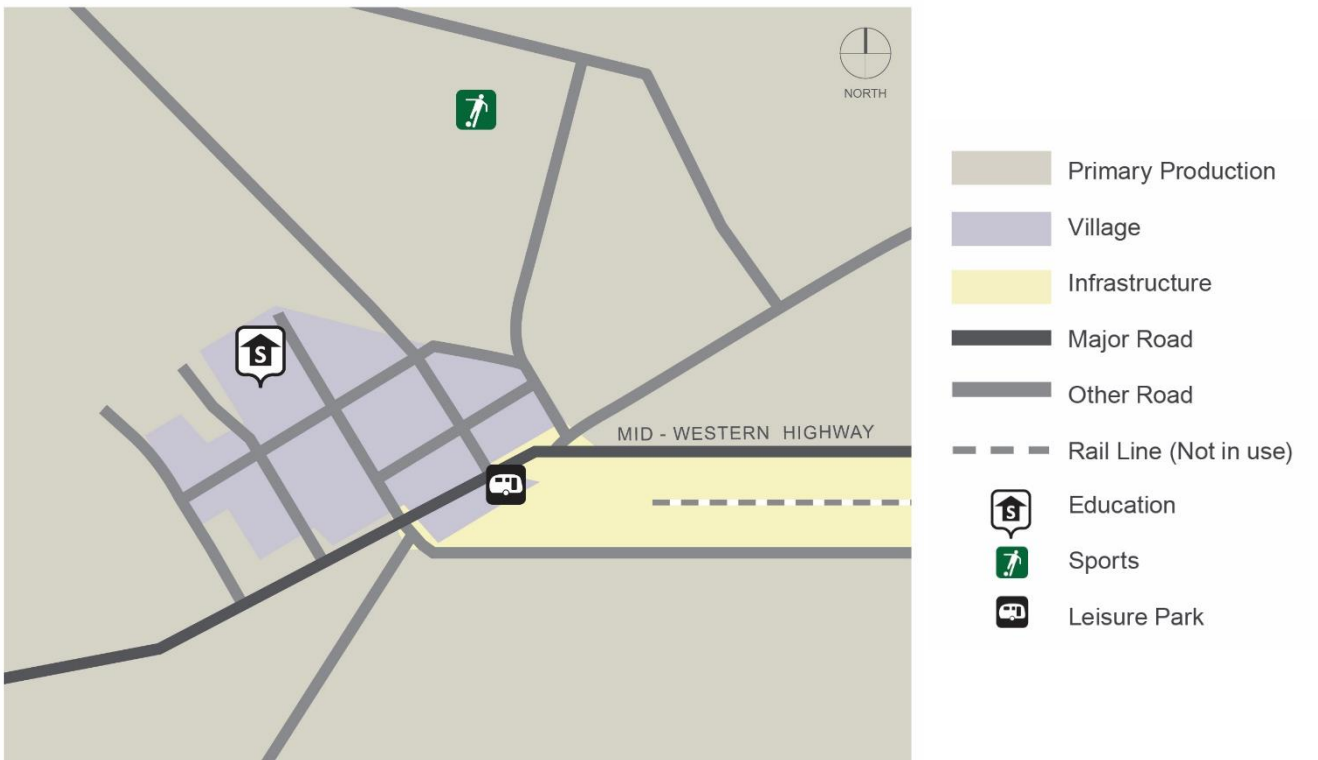 NORTH
MID - WESTERN HIGHWAY
Primary Production
Village
Infrastructure
Major Road
Other Road
Rail Line (Not in use)
S
S
Education
Sports
Leisure Park